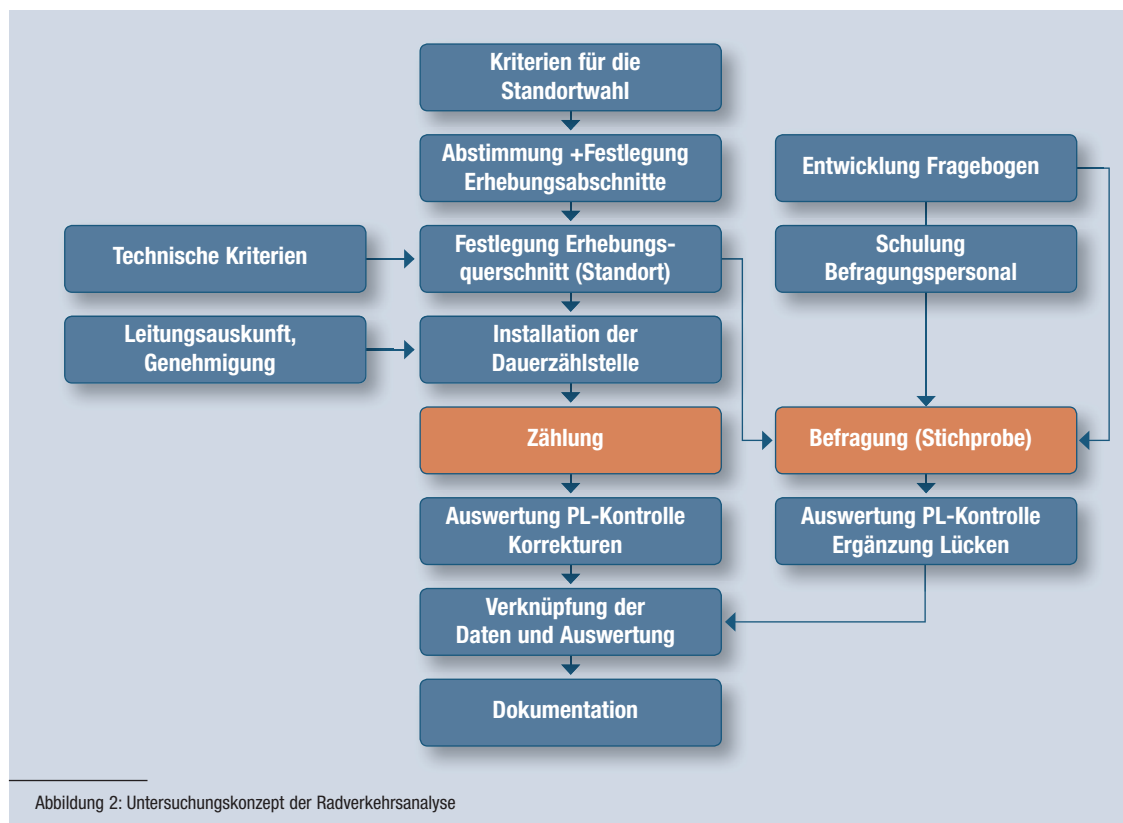 Kriterien für die
Standortwahl
Abstimmung +Festlegung
Erhebungsabschnitte
Entwicklung Fragebogen
Technische Kriterien
Festlegung Erhebungs-
querschnitt (Standort)
Schulung
Befragungspersonal
Leitungsauskunft,
Genehmigung
Installation der
Dauerzählstelle
Zählung
Befragung (Stichprobe)
Auswertung PL-Kontrolle
Korrekturen
Auswertung PL-Kontrolle
Ergänzung Lücken
Verknüpfung der
Daten und Auswertung
Dokumentation
Abbildung 2: Untersuchungskonzept der Radverkehrsanalyse